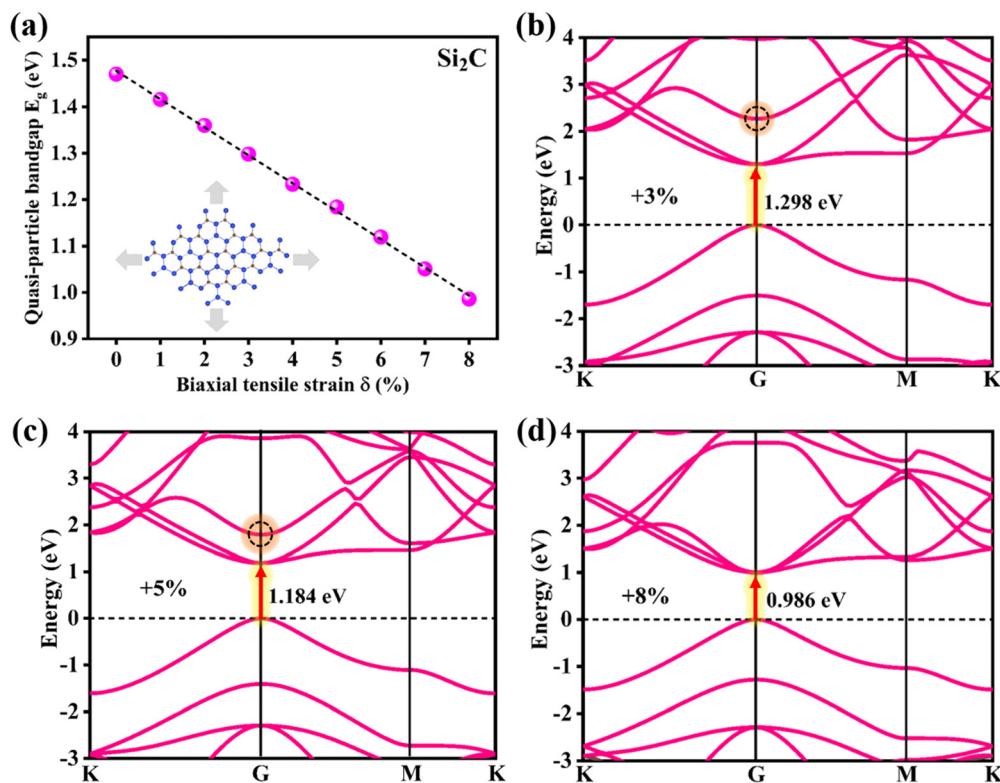 (a)
Si₂C
Quasi-particle bandgap E_g (eV)
1.5
1.4
1.3
1.2
1.1
1.0
0.9
0 1 2 3 4 5 6 7 8
Biaxial tensile strain δ (%)
(b)
Energy (eV)
4
3
2
1
0
-1
-2
-3
+3%
1.298 eV
K G M K
(c)
Energy (eV)
4
3
2
1
0
-1
-2
-3
+5%
1.184 eV
K G M K
(d)
Energy (eV)
4
3
2
1
0
-1
-2
-3
+8%
0.986 eV
K G M K